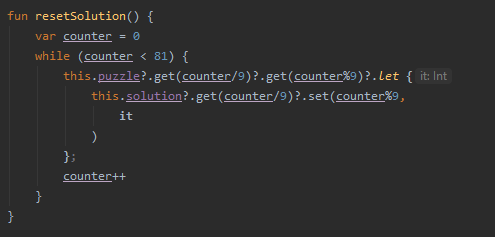 fun resetSolution() {
    var counter = 0
    while (counter < 81) {
        this.puzzle?.get(counter/9)?.get(counter%9)?.let { it: Int
            this.solution?.get(counter/9)?.set(counter%9,
                it
            )
        };
        counter++
    }
}